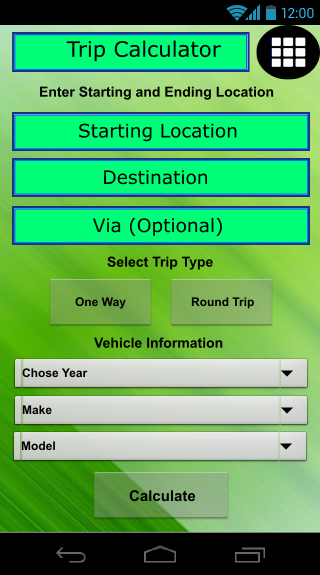 12:00
Trip Calculator
Enter Starting and Ending Location
Starting Location
Destination
Via (Optional)
Select Trip Type
One Way Round Trip
Vehicle Information
Chose Year
Make
Model
Calculate